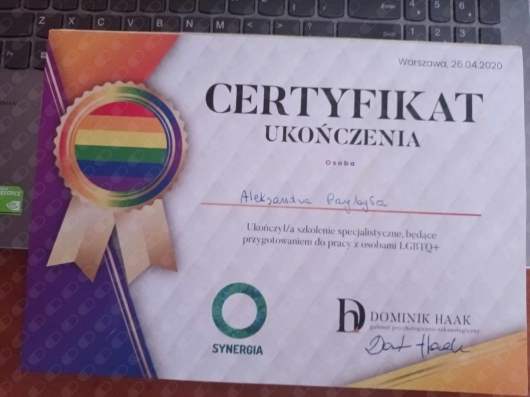 Warszawa, 26.04.2020
CERTYFIKAT
UKOŃCZENIA
Osoba
Aleksandra
Ukończył/a szkolenie specjalistyczne, będące
przygotowaniem do pracy z osobami LGBTQ+
SYNERGIA
DOMINIK HAAK
gabinet psychologiczno-seksuologiczny